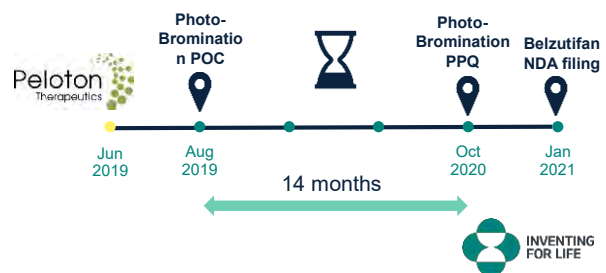 Photo-
Brominatio
n POC
Photo-
Bromination
PPQ
Belzutifan
NDA filing
Peloton
Therapeutics
Jun
2019
Aug
2019
Oct
2020
Jan
2021
14 months
INVENTING
FOR LIFE